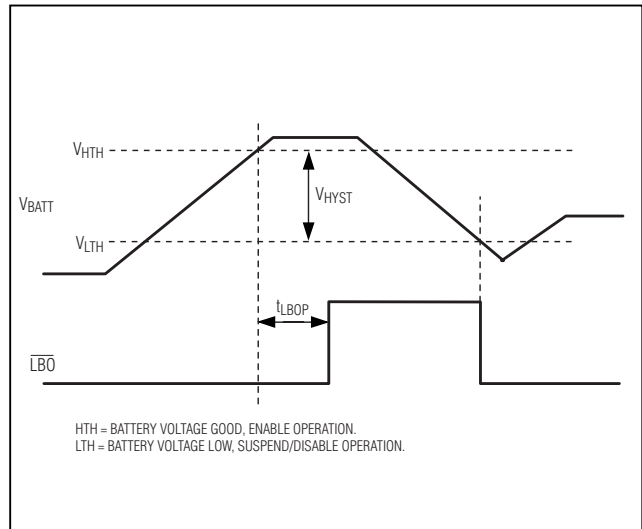 VHTH
VHYST
VBATT
VLTH
tLBOP
LBO
HTH = BATTERY VOLTAGE GOOD, ENABLE OPERATION.
LTH = BATTERY VOLTAGE LOW, SUSPEND/DISABLE OPERATION.